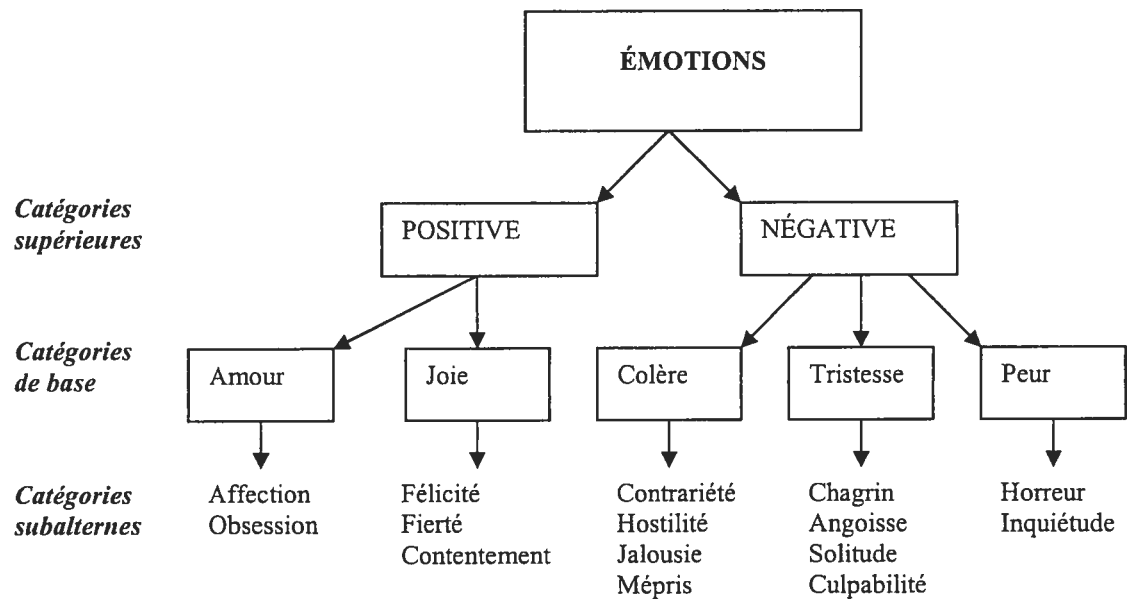 ÉMOTIONS
Catégories
supérieures
POSITIVE
NÉGATIVE
Catégories
de base
Amour
Joie
Colère
Tristesse
Peur
Catégories
subalternes
Affection
Obsession
Félicité
Fierté
Contentement
Contrariété
Hostilité
Jalousie
Mépris
Chagrin
Angoisse
Solitude
Culpabilité
Horreur
Inquiétude